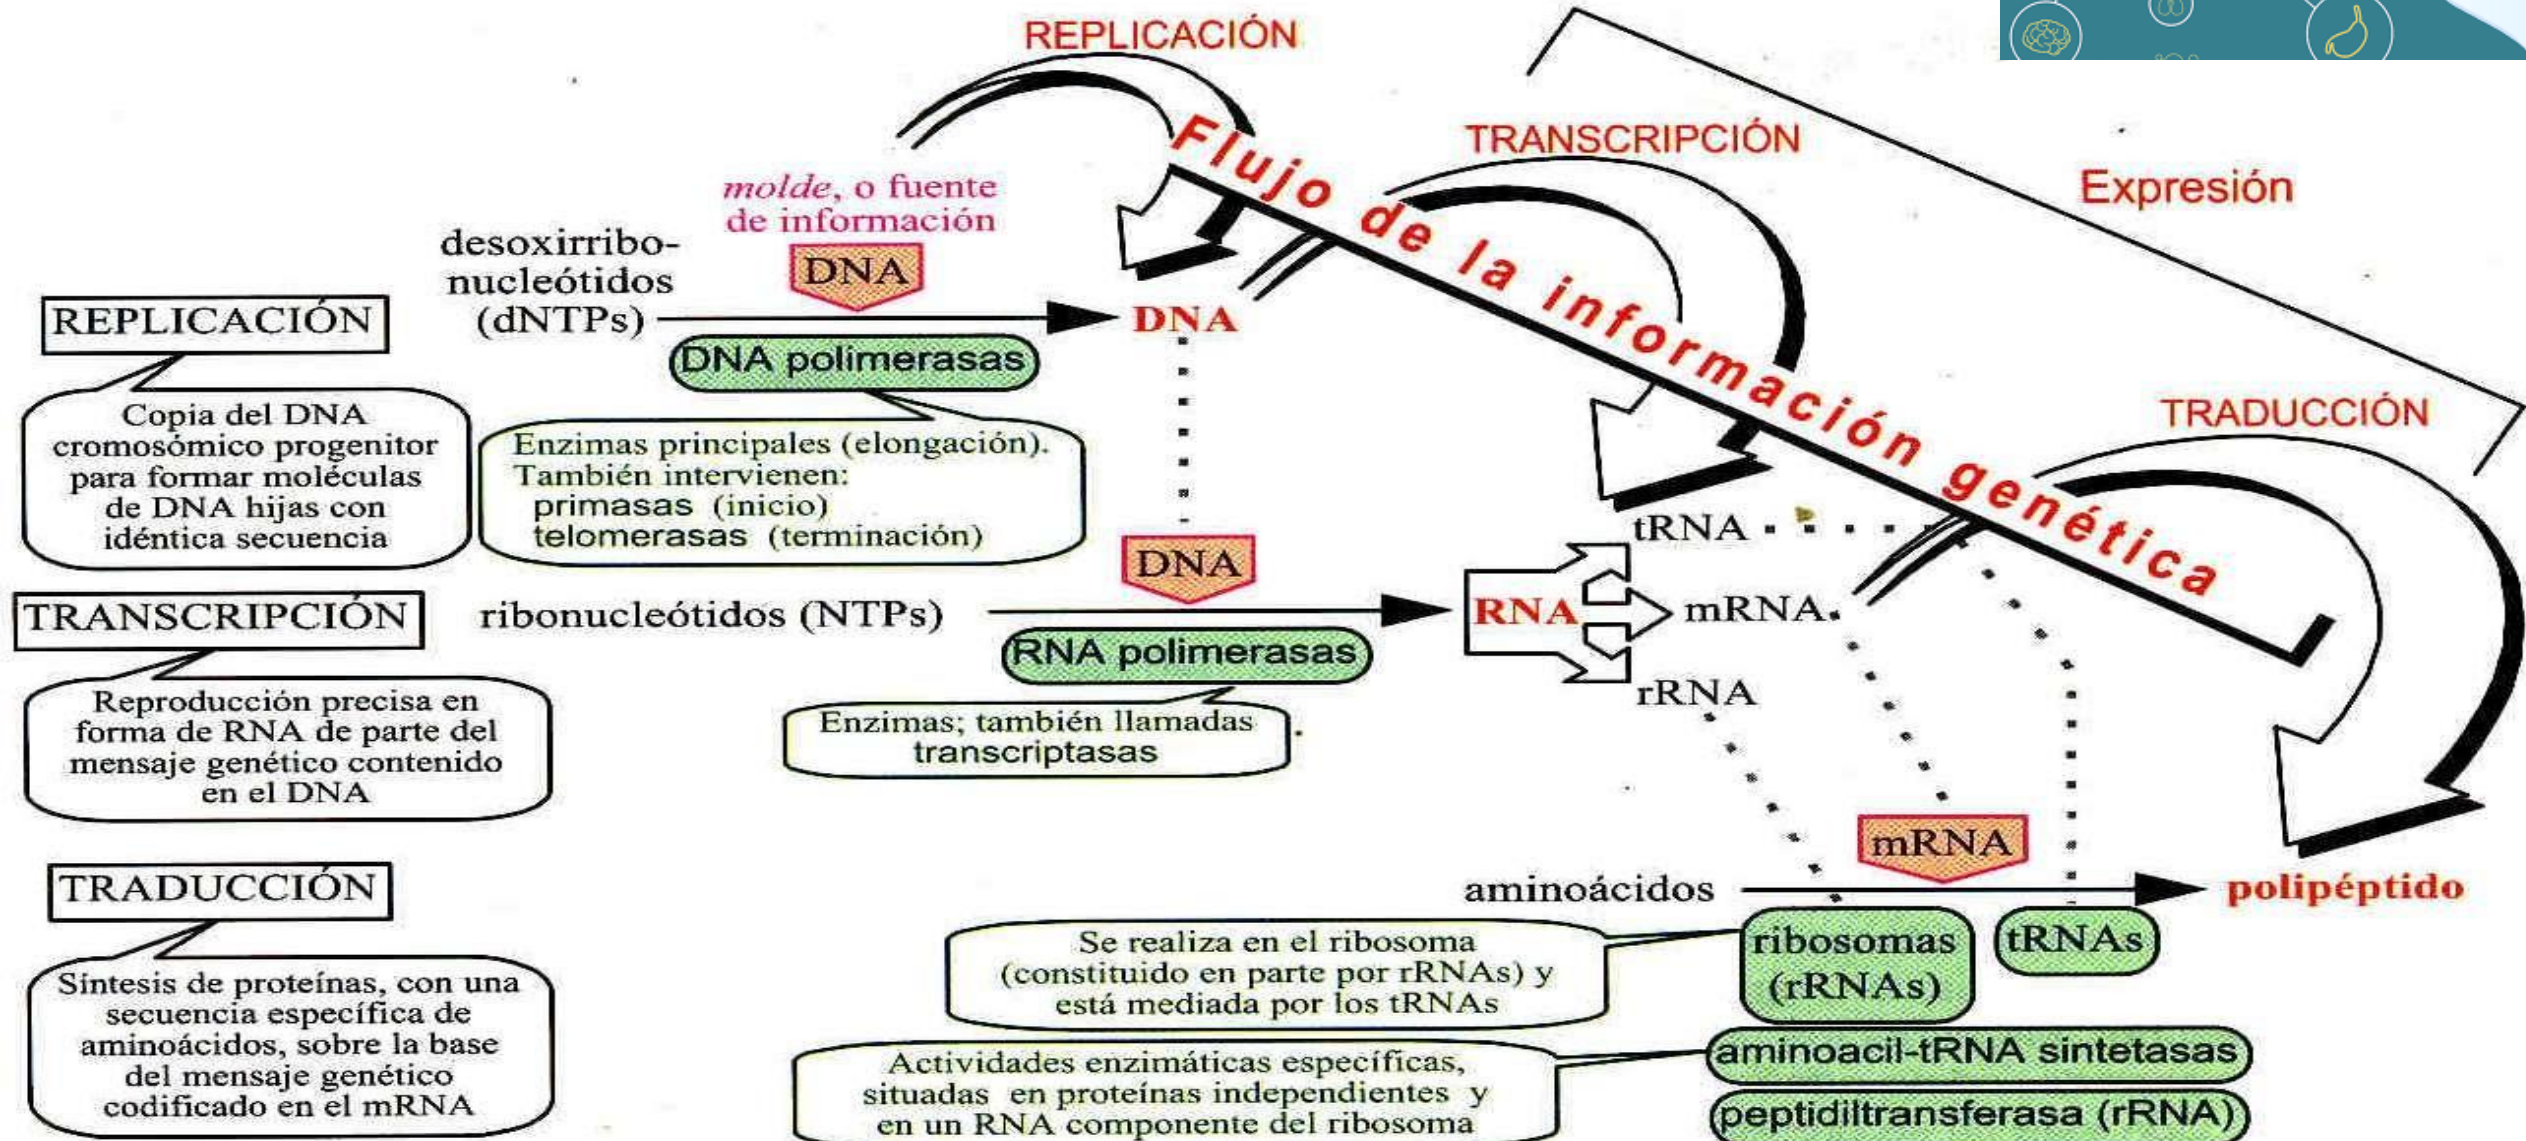 REPLICACIÓN
Flujo de la información genética
TRANSCRIPCIÓN
Expresión
TRADUCCIÓN
molde, o fuente
de información
desoxirribo-
nucleótidos
(dNTPs)
DNA
DNA
DNA polimerasas
REPLICACIÓN
Copia del DNA
cromosómico progenitor
para formar moléculas
de DNA hijas con
idéntica secuencia
Enzimas principales (elongación).
También intervienen:
primasas (inicio)
telomerasas (terminación)
TRANSCRIPCIÓN
ribonucleótidos (NTPs)
DNA
RNA polimerasas
RNA
tRNA
mRNA
rRNA
Reproducción precisa en
forma de RNA de parte del
mensaje genético contenido
en el DNA
Enzimas; también llamadas
transcriptasas
TRADUCCIÓN
aminoácidos
mRNA
polipéptido
Síntesis de proteínas, con una
secuencia específica de
aminoácidos, sobre la base
del mensaje genético
codificado en el mRNA
Se realiza en el ribosoma
(constituido en parte por rRNAs) y
está mediada por los tRNAs
ribosomas
(rRNAs)
tRNAs
Actividades enzimáticas específicas,
situadas en proteínas independientes y
en un RNA componente del ribosoma
aminoacil-tRNA sintetasas
peptidiltransferasa (rRNA)